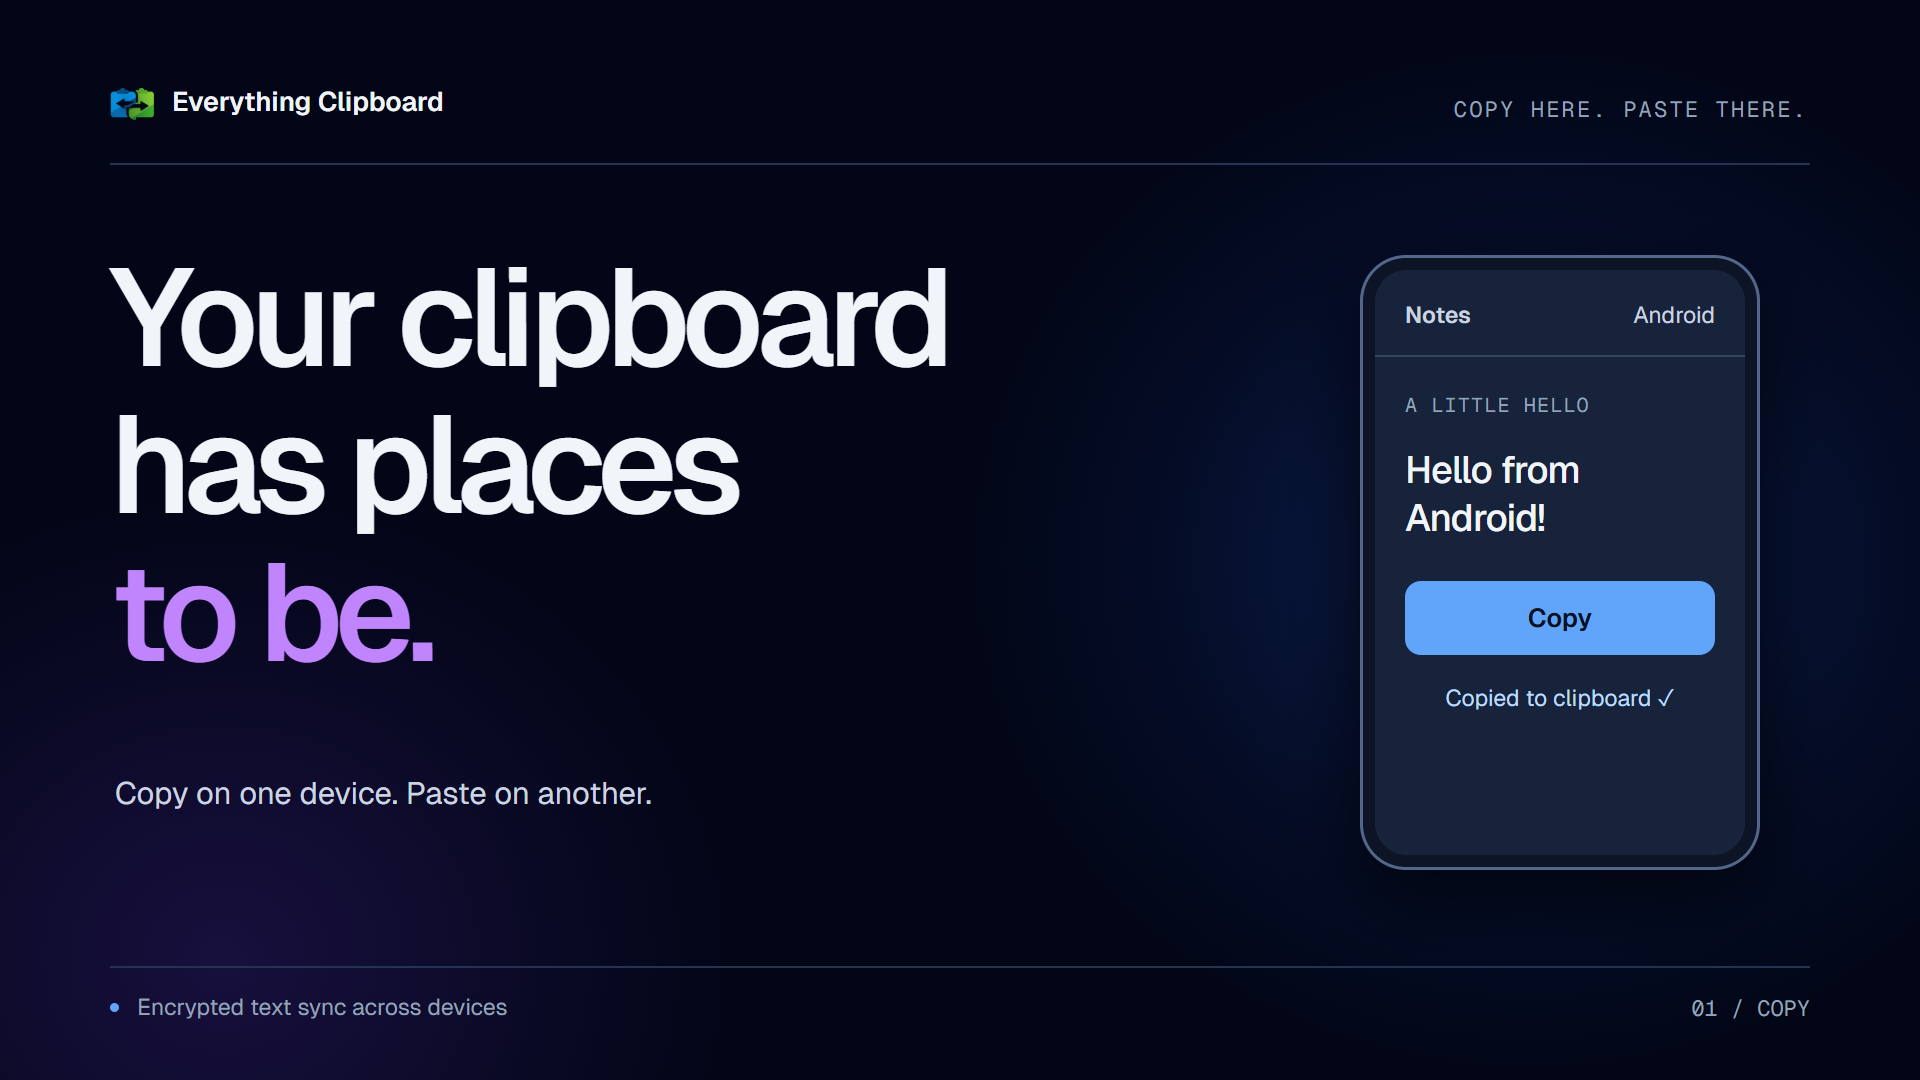 Everything Clipboard
COPY HERE. PASTE THERE.
Your clipboard
has places
to be.
Copy on one device. Paste on another.
Notes
Android
A LITTLE HELLO
Hello from
Android!
Copy
Copied to clipboard ✓
Encrypted text sync across devices
01 / COPY